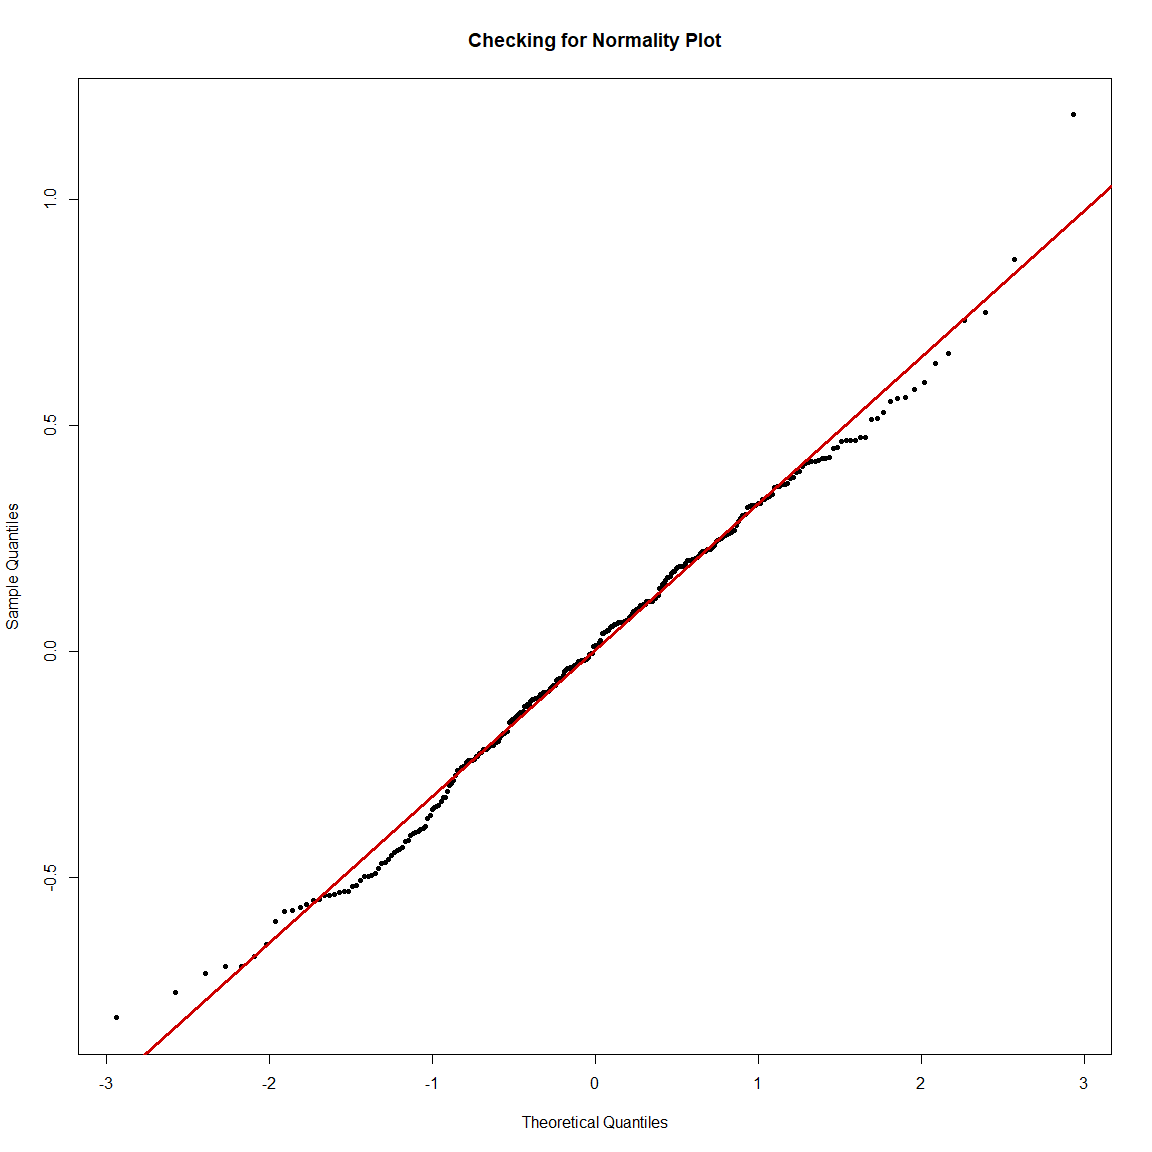 Checking for Normality Plot
1.0
0.5
0.0
-0.5
Sample Quantiles
-3 -2 -1 0 1 2 3
Theoretical Quantiles